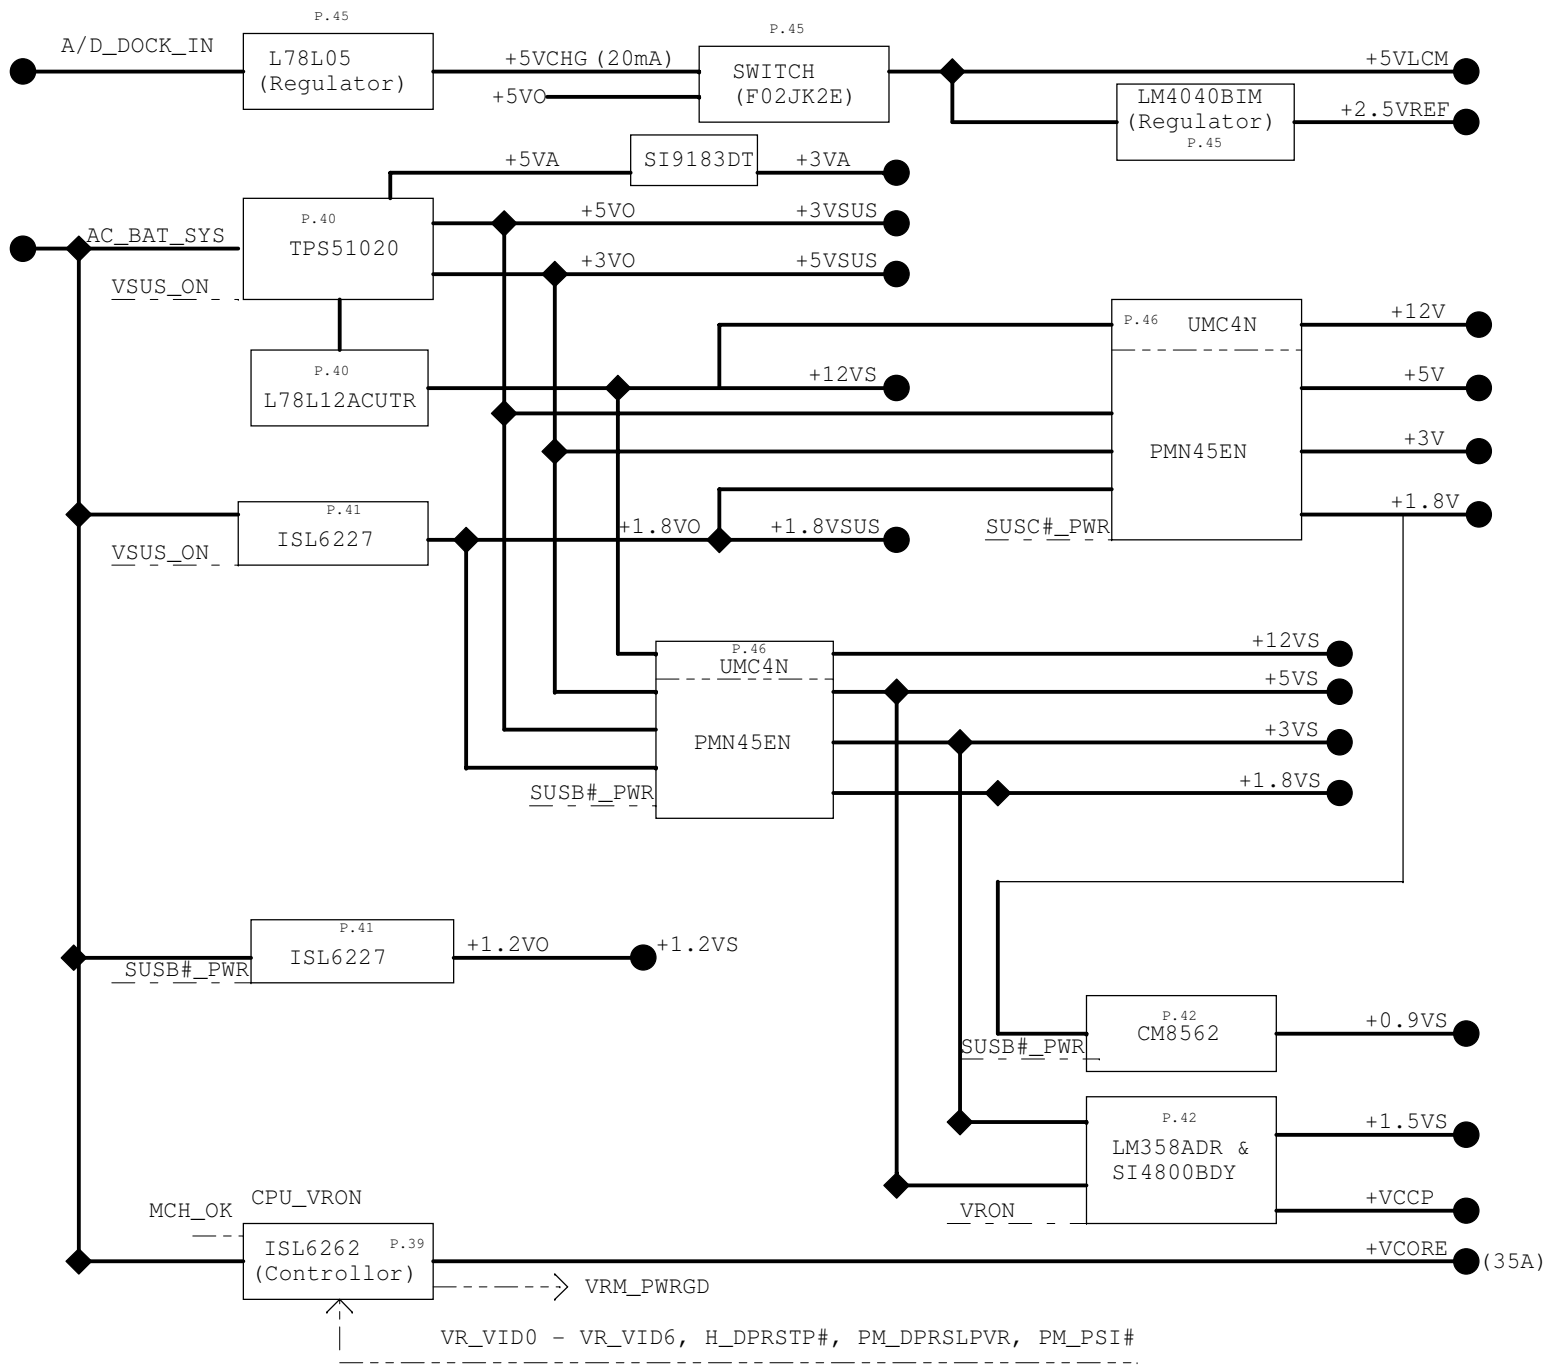 P.45
A/D_DOCK_IN
L78L05
(Regulator)
+5VCHG (20mA)
+5VO
P.45
SWITCH
(F02JK2E)
+5VLCM
LM4040BIM
(Regulator)
P.45
+2.5VREF
+5VA
SI9183DT
+3VA
AC_BAT_SYS
VSUS_ON
P.40
TPS51020
+5VO
+3VSUS
+3VO
+5VSUS
P.40
L78L12ACUTR
+12VS
P.46
UMC4N
PMN45EN
SUSC#_PWR
+12V
+5V
+3V
+1.8V
VSUS_ON
P.41
ISL6227
+1.8VO
+1.8VSUS
P.46
UMC4N
PMN45EN
SUSB#_PWR
+12VS
+5VS
+3VS
+1.8VS
SUSB#_PWR
P.41
ISL6227
+1.2VO
+1.2VS
SUSB#_PWR
P.42
CM8562
+0.9VS
P.42
LM358ADR &
SI4800BDY
VRON
+1.5VS
+VCCP
MCH_OK
CPU_VRON
ISL6262
P.39
(Controllor)
+VCORE
(35A)
VRM_PWRGD
VR_VID0 - VR_VID6, H_DPRSTP#, PM_DPRSLPVR, PM_PSI#